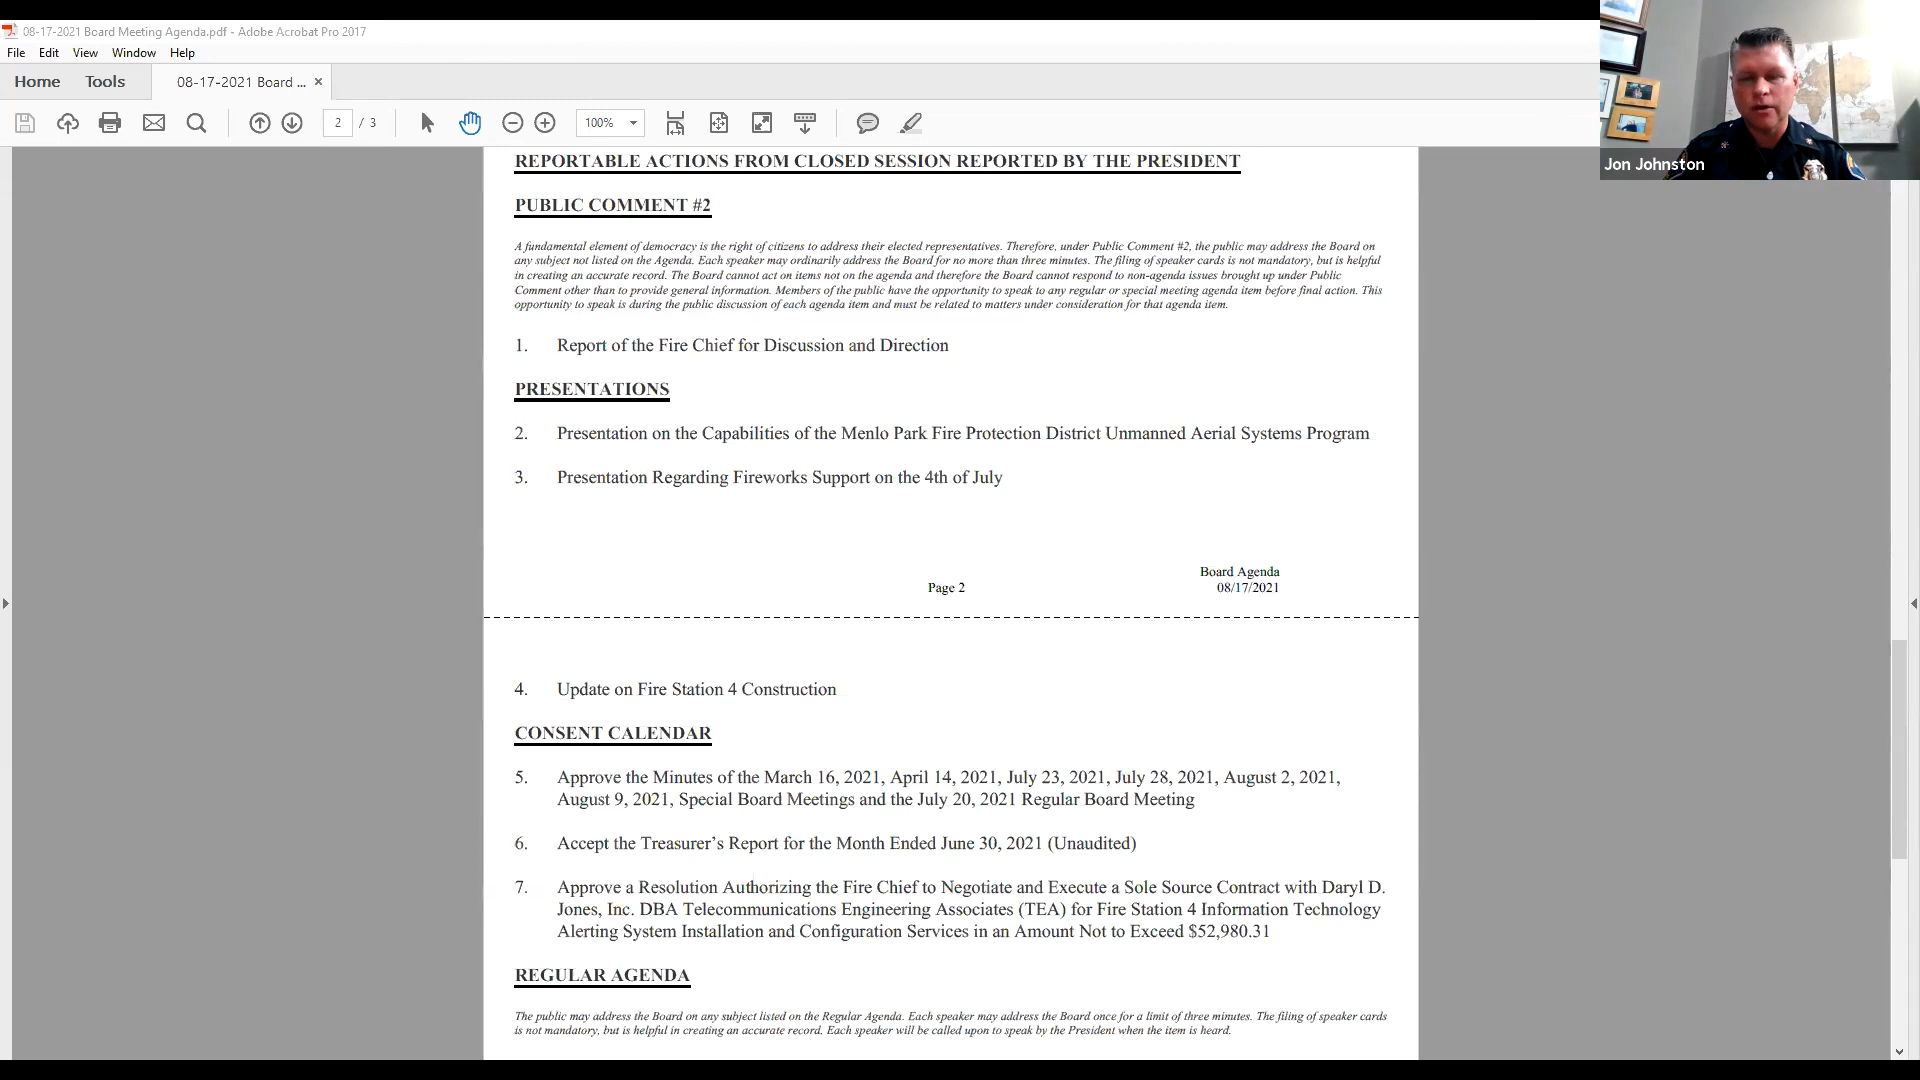 08-17-2021 Board Meeting Agenda.pdf - Adobe Acrobat Pro 2017
File Edit View Window Help
Home Tools 08-17-2021 Board ... ×
2 / 3 100%
Jon Johnston
REPORTABLE ACTIONS FROM CLOSED SESSION REPORTED BY THE PRESIDENT
PUBLIC COMMENT #2
A fundamental element of democracy is the right of citizens to address their elected representatives. Therefore, under Public Comment #2, the public may address the Board on
any subject not listed on the Agenda. Each speaker may ordinarily address the Board for no more than three minutes. The filing of speaker cards is not mandatory, but is helpful
in creating an accurate record. The Board cannot act on items not on the agenda and therefore the Board cannot respond to non-agenda issues brought up under Public
Comment other than to provide general information. Members of the public have the opportunity to speak to any regular or special meeting agenda item before final action. This
opportunity to speak is during the public discussion of each agenda item and must be related to matters under consideration for that agenda item.
1. Report of the Fire Chief for Discussion and Direction
PRESENTATIONS
2. Presentation on the Capabilities of the Menlo Park Fire Protection District Unmanned Aerial Systems Program
3. Presentation Regarding Fireworks Support on the 4th of July
Board Agenda
Page 2 08/17/2021
4. Update on Fire Station 4 Construction
CONSENT CALENDAR
5. Approve the Minutes of the March 16, 2021, April 14, 2021, July 23, 2021, July 28, 2021, August 2, 2021,
August 9, 2021, Special Board Meetings and the July 20, 2021 Regular Board Meeting
6. Accept the Treasurer's Report for the Month Ended June 30, 2021 (Unaudited)
7. Approve a Resolution Authorizing the Fire Chief to Negotiate and Execute a Sole Source Contract with Daryl D.
Jones, Inc. DBA Telecommunications Engineering Associates (TEA) for Fire Station 4 Information Technology
Alerting System Installation and Configuration Services in an Amount Not to Exceed $52,980.31
REGULAR AGENDA
The public may address the Board on any subject listed on the Regular Agenda. Each speaker may address the Board once for a limit of three minutes. The filing of speaker cards
is not mandatory, but is helpful in creating an accurate record. Each speaker will be called upon to speak by the President when the item is heard.